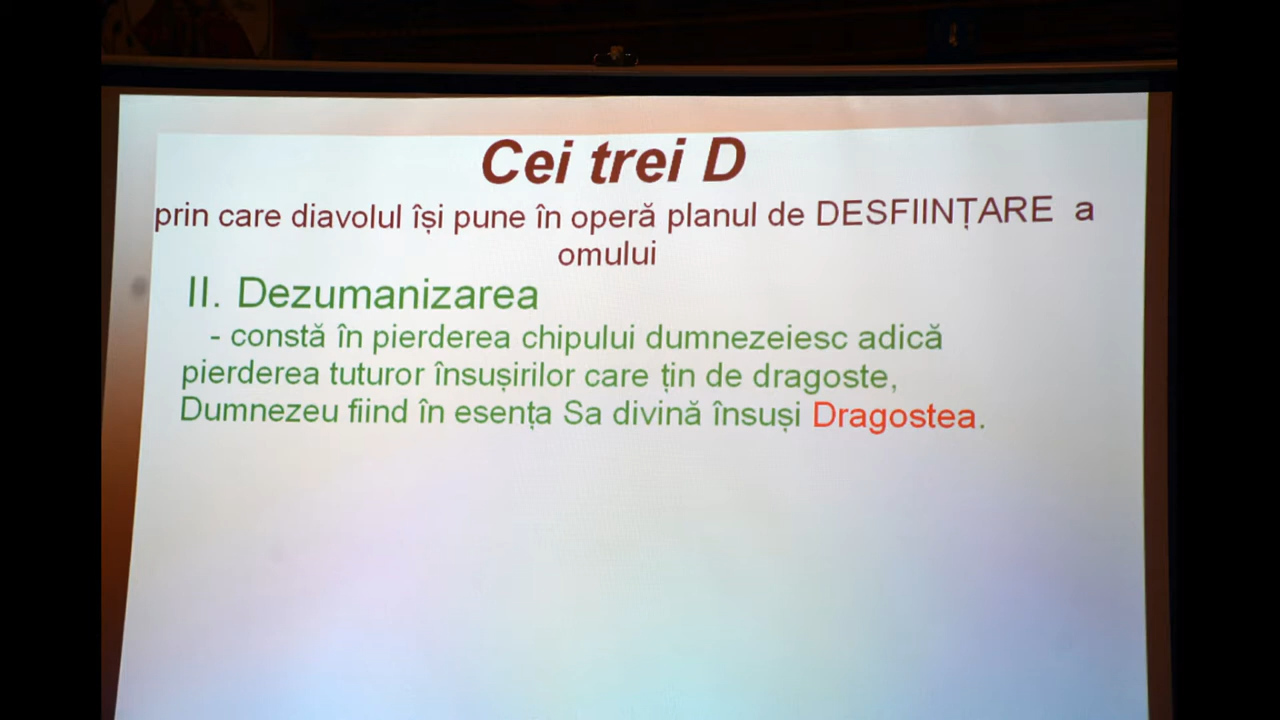 Cei trei D
prin care diavolul își pune în operă planul de DESFIINȚARE a
omului
II. Dezumanizarea
- constă în pierderea chipului dumnezeiesc adică
pierderea tuturor însușirilor care țin de dragoste,
Dumnezeu fiind în esența Sa divină însuși Dragostea.